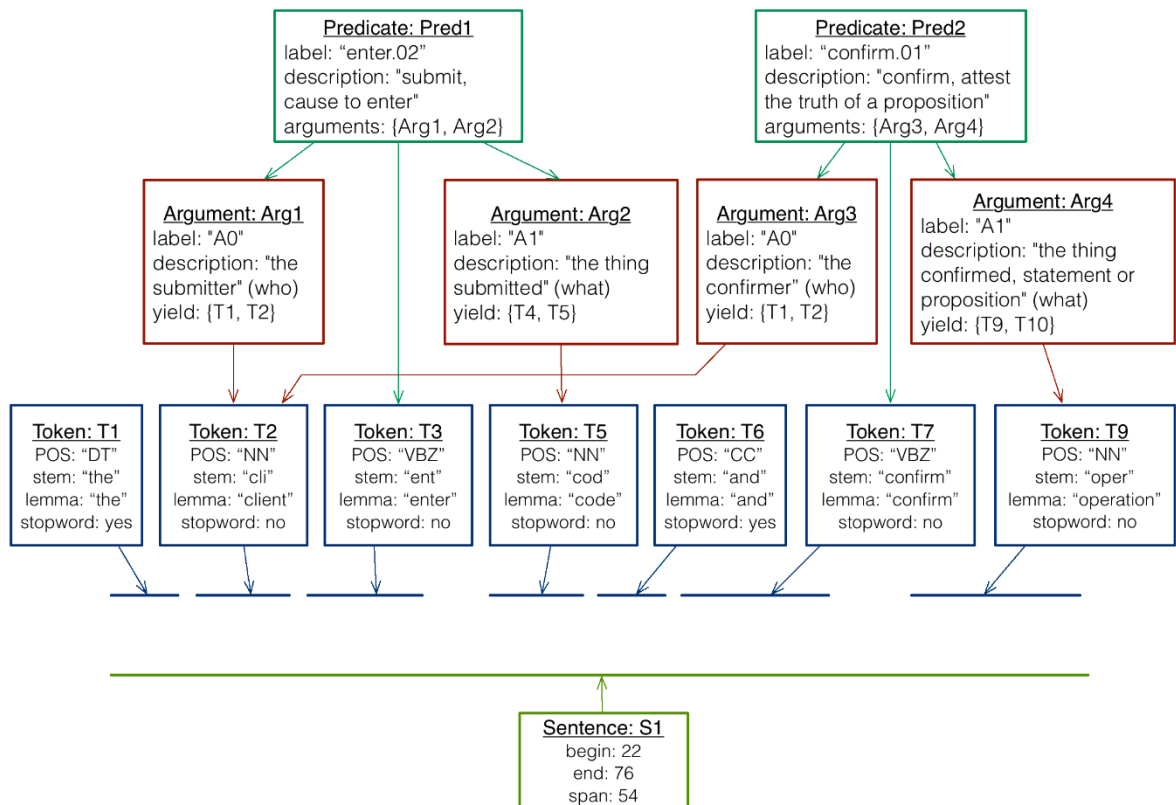 Predicate: Pred1
label: “enter.02”
description: "submit,
cause to enter"
arguments: {Arg1, Arg2}
Predicate: Pred2
label: “confirm.01”
description: "confirm, attest
the truth of a proposition"
arguments: {Arg3, Arg4}
Argument: Arg1
label: "A0"
description: "the
submitter" (who)
yield: {T1, T2}
Argument: Arg2
label: "A1"
description: "the thing
submitted" (what)
yield: {T4, T5}
Argument: Arg3
label: "A0"
description: "the
confirmer” (who)
yield: {T1, T2}
Argument: Arg4
label: "A1"
description: "the thing
confirmed, statement or
proposition" (what)
yield: {T9, T10}
Token: T1
POS: “DT”
stem: “the”
lemma: “the”
stopword: yes
Token: T2
POS: “NN”
stem: “cli”
lemma: “client”
stopword: no
Token: T3
POS: “VBZ”
stem: “ent”
lemma: “enter”
stopword: no
Token: T5
POS: “NN”
stem: “cod”
lemma: “code”
stopword: no
Token: T6
POS: “CC”
stem: “and”
lemma: “and”
stopword: yes
Token: T7
POS: “VBZ”
stem: “confirm”
lemma: “confirm”
stopword: no
Token: T9
POS: “NN”
stem: “oper”
lemma: “operation”
stopword: no
Sentence: S1
begin: 22
end: 76
span: 54